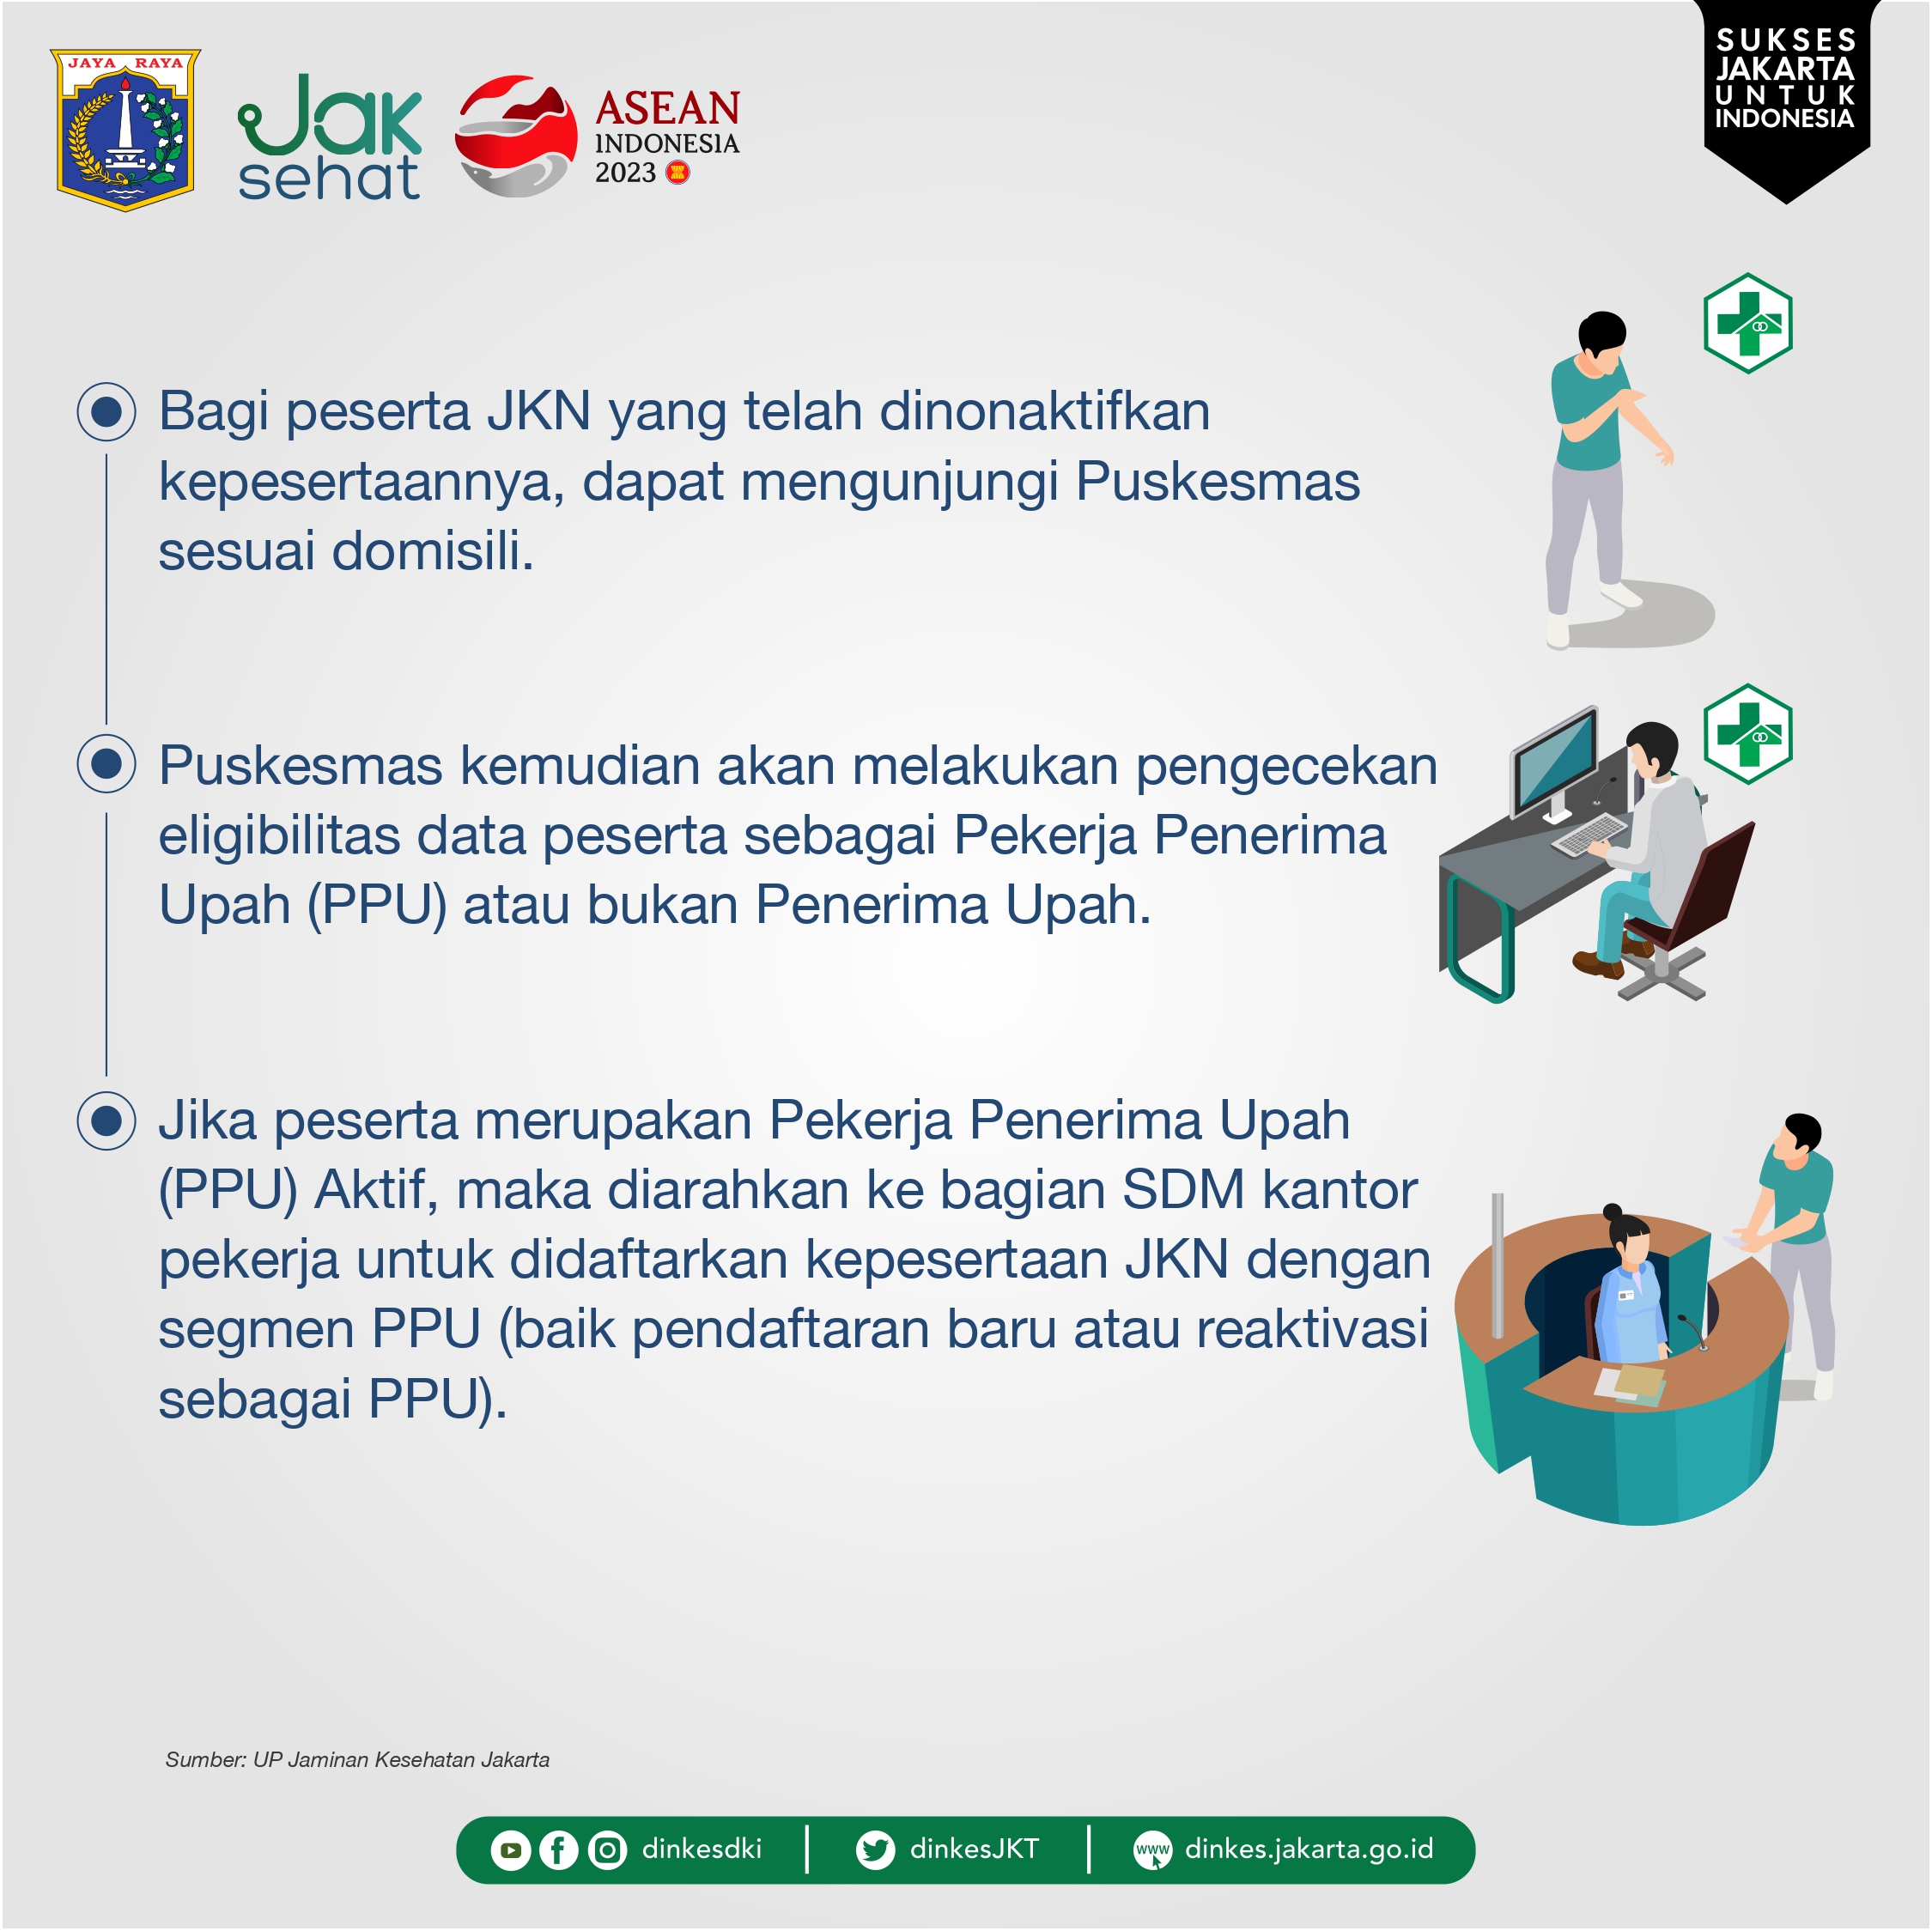 JAYA RAYA
Jak
sehat
ASEAN
INDONESIA
2023
SUKSES
JAKARTA
UNTUK
INDONESIA
Bagi peserta JKN yang telah dinonaktifkan
kepesertaannya, dapat mengunjungi Puskesmas
sesuai domisili.
Puskesmas kemudian akan melakukan pengecekan
eligibilitas data peserta sebagai Pekerja Penerima
Upah (PPU) atau bukan Penerima Upah.
Jika peserta merupakan Pekerja Penerima Upah
(PPU) Aktif, maka diarahkan ke bagian SDM kantor
pekerja untuk didaftarkan kepesertaan JKN dengan
segmen PPU (baik pendaftaran baru atau reaktivasi
sebagai PPU).
Sumber: UP Jaminan Kesehatan Jakarta
dinkesdki | dinkesJKT | www dinkes.jakarta.go.id